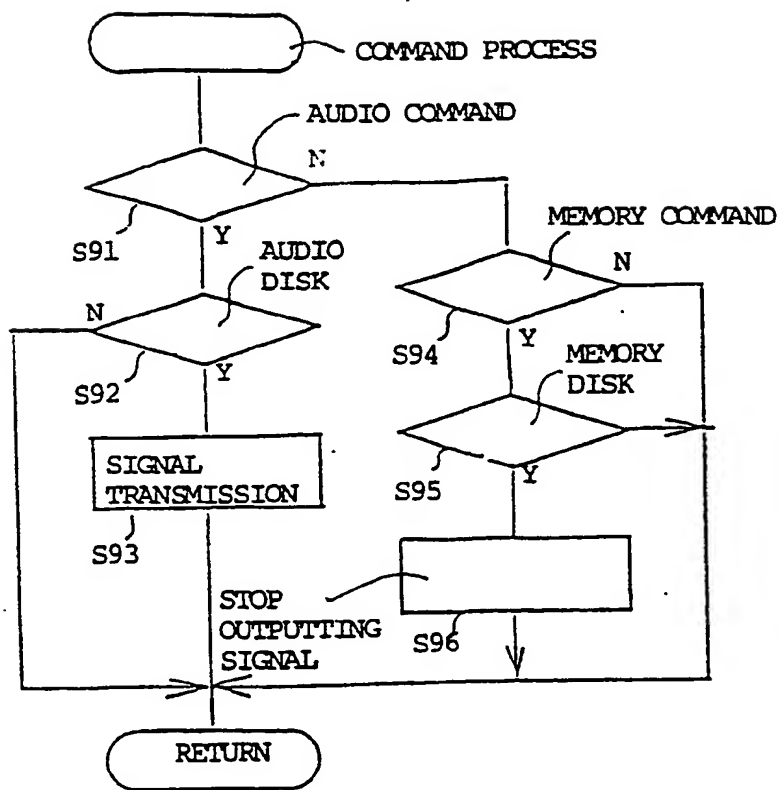 COMMAND PROCESS
AUDIO COMMAND
N
S91
Y
AUDIO
DISK
MEMORY COMMAND
N
N
S92
Y
S94
Y
MEMORY
DISK
SIGNAL
TRANSMISSION
S95
Y
S93
STOP
OUTPUTTING
SIGNAL
S96
RETURN